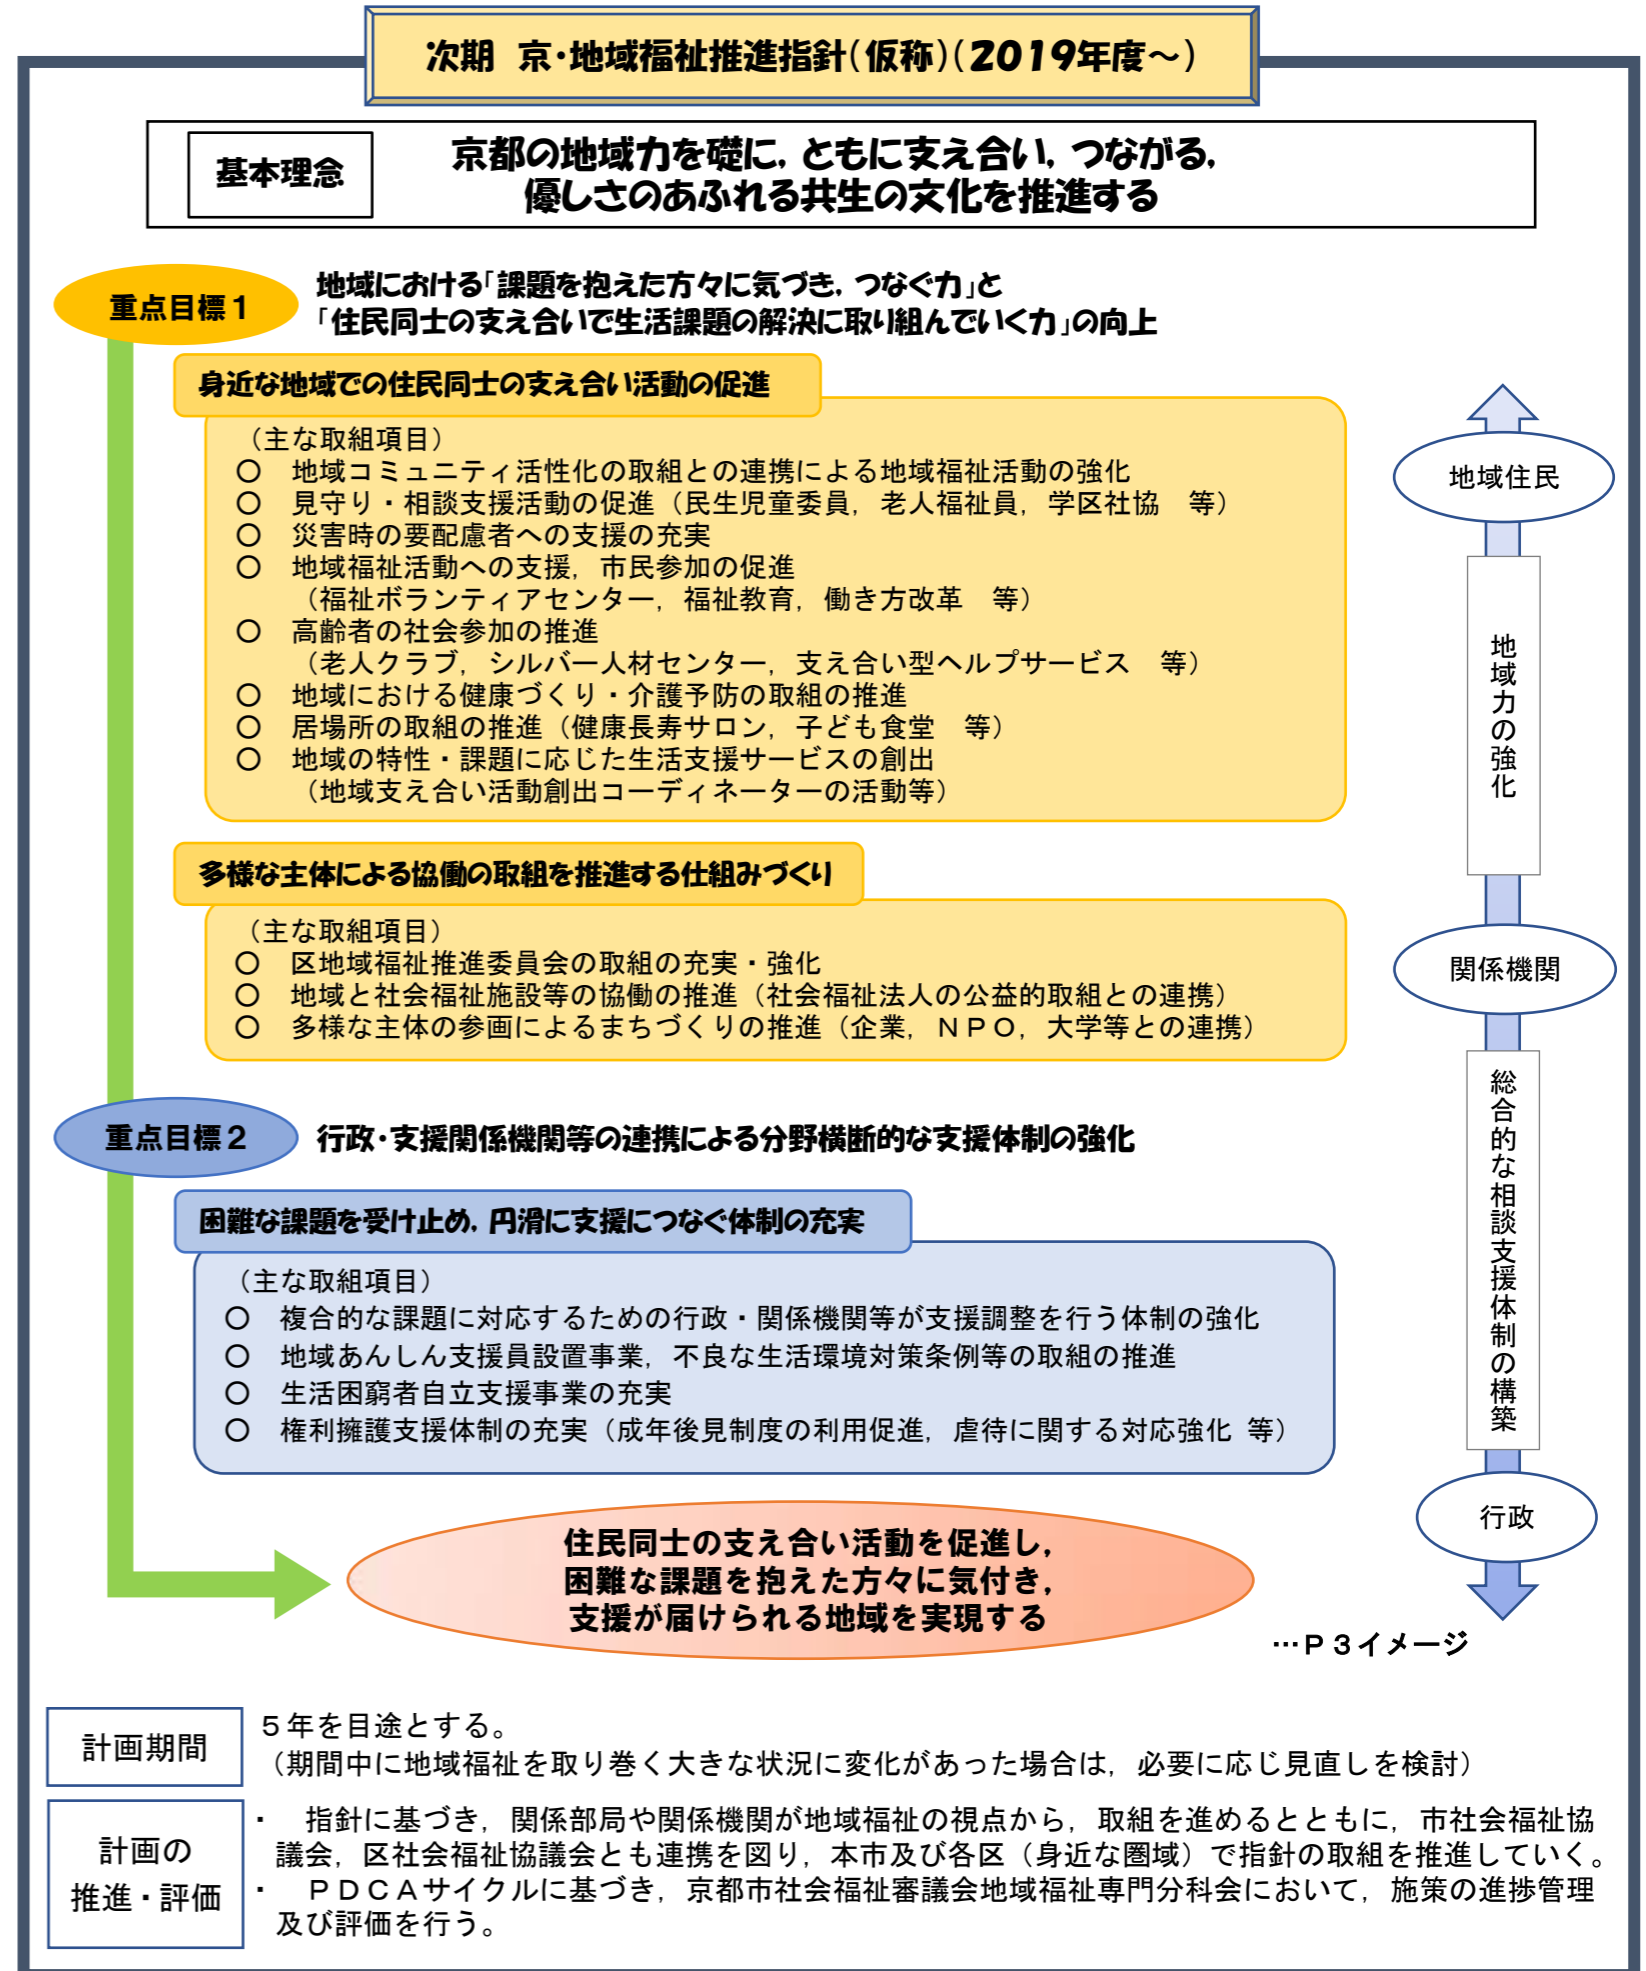 次期 京・地域福祉推進指針(仮称)(2019年度～)
基本理念
京都の地域力を礎に，ともに支え合い，つながる，
優しさのあふれる共生の文化を推進する
重点目標１
地域における「課題を抱えた方々に気づき，つなぐ力」と
「住民同士の支え合いで生活課題の解決に取り組んでいく力」の向上
身近な地域での住民同士の支え合い活動の促進
（主な取組項目）
○　地域コミュニティ活性化の取組との連携による地域福祉活動の強化
○　見守り・相談支援活動の促進（民生児童委員，老人福祉員，学区社協　等）
○　災害時の要配慮者への支援の充実
○　地域福祉活動への支援，市民参加の促進
（福祉ボランティアセンター，福祉教育，働き方改革　等）
○　高齢者の社会参加の推進
（老人クラブ，シルバー人材センター，支え合い型ヘルプサービス　等）
○　地域における健康づくり・介護予防の取組の推進
○　居場所の取組の推進（健康長寿サロン，子ども食堂　等）
○　地域の特性・課題に応じた生活支援サービスの創出
（地域支え合い活動創出コーディネーターの活動等）
多様な主体による協働の取組を推進する仕組みづくり
（主な取組項目）
○　区地域福祉推進委員会の取組の充実・強化
○　地域と社会福祉施設等の協働の推進（社会福祉法人の公益的取組との連携）
○　多様な主体の参画によるまちづくりの推進（企業，ＮＰＯ，大学等との連携）
重点目標２
行政・支援関係機関等の連携による分野横断的な支援体制の強化
困難な課題を受け止め，円滑に支援につなぐ体制の充実
（主な取組項目）
○　複合的な課題に対応するための行政・関係機関等が支援調整を行う体制の強化
○　地域あんしん支援員設置事業，不良な生活環境対策条例等の取組の推進
○　生活困窮者自立支援事業の充実
○　権利擁護支援体制の充実（成年後見制度の利用促進，虐待に関する対応強化 等）
地域住民
地域力の強化
関係機関
総合的な相談支援体制の構築
行政
住民同士の支え合い活動を促進し，
困難な課題を抱えた方々に気付き，
支援が届けられる地域を実現する
…Ｐ３イメージ
計画期間
５年を目途とする。
（期間中に地域福祉を取り巻く大きな状況に変化があった場合は，必要に応じ見直しを検討）
計画の
推進・評価
・　指針に基づき，関係部局や関係機関が地域福祉の視点から，取組を進めるとともに，市社会福祉協
議会，区社会福祉協議会とも連携を図り，本市及び各区（身近な圏域）で指針の取組を推進していく。
・　ＰＤＣＡサイクルに基づき，京都市社会福祉審議会地域福祉専門分科会において，施策の進捗管理
及び評価を行う。